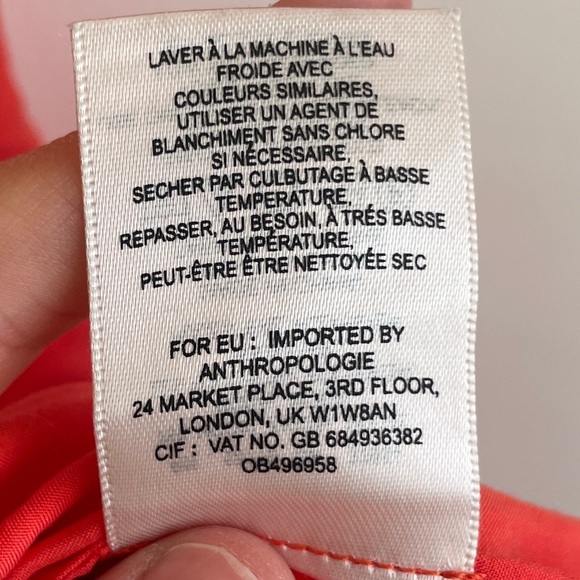 LAVER À LA MACHINE À L'EAU
FROIDE AVEC
COULEURS SIMILAIRES,
UTILISER UN AGENT DE
BLANCHIMENT SANS CHLORE
SI NÉCESSAIRE,
SECHER PAR CULBUTAGE À BASSE
TEMPERATURE,
REPASSER, AU BESOIN, À TRÉS BASSE
TEMPÉRATURE,
PEUT-ÊTRE ÊTRE NETTOYÉE SEC
FOR EU : IMPORTED BY
ANTHROPOLOGIE
24 MARKET PLACE, 3RD FLOOR,
LONDON, UK W1W8AN
CIF : VAT NO. GB 684936382
OB496958